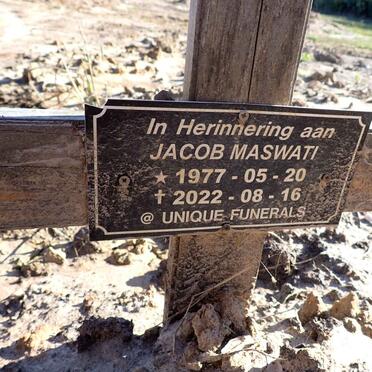 In Herinnering aan
JACOB MASWATI
★ 1977 - 05 - 20
✝ 2022 - 08 - 16
@ UNIQUE FUNERALS